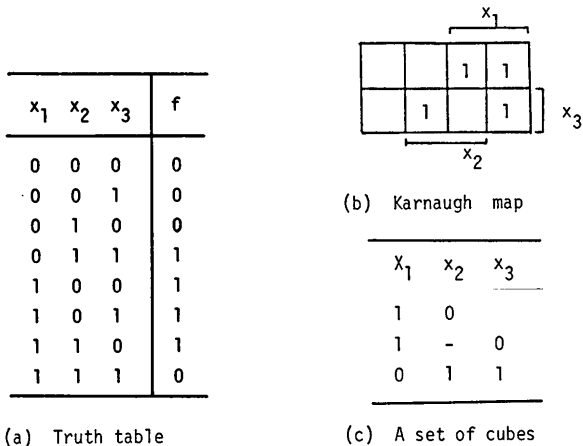 x1 x2 x3 f
0 0 0 0
0 0 1 0
0 1 0 0
0 1 1 1
1 0 0 1
1 0 1 1
1 1 0 1
1 1 1 0
(a) Truth table
x1
1 1
1 1
x3
x2
(b) Karnaugh map
X1 x2 x3
1 0
1 - 0
0 1 1
(c) A set of cubes